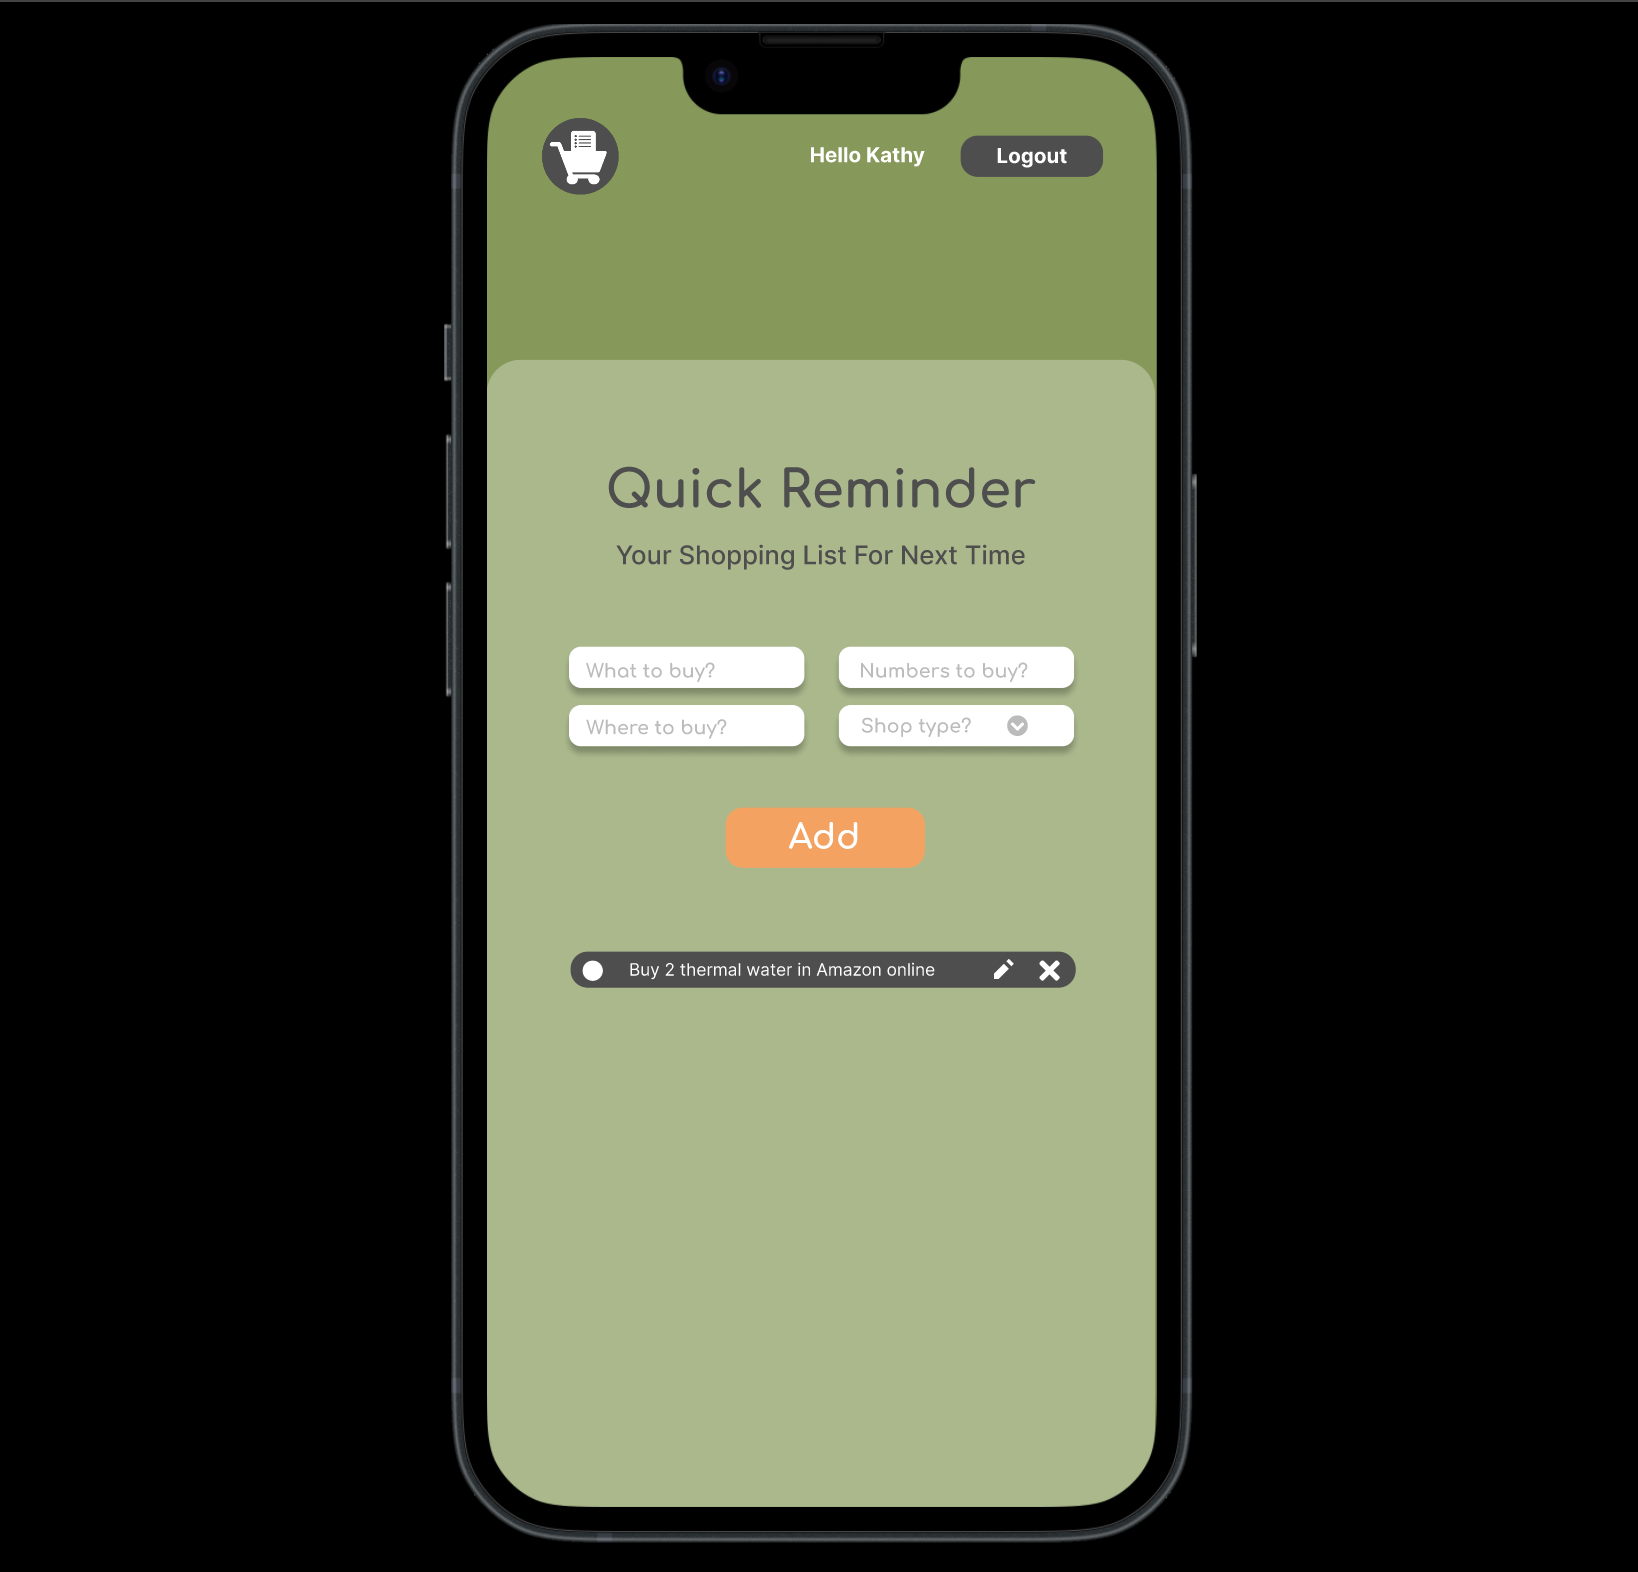 Hello Kathy
Logout
Quick Reminder
Your Shopping List For Next Time
What to buy?
Numbers to buy?
Where to buy?
Shop type?
Add
Buy 2 thermal water in Amazon online